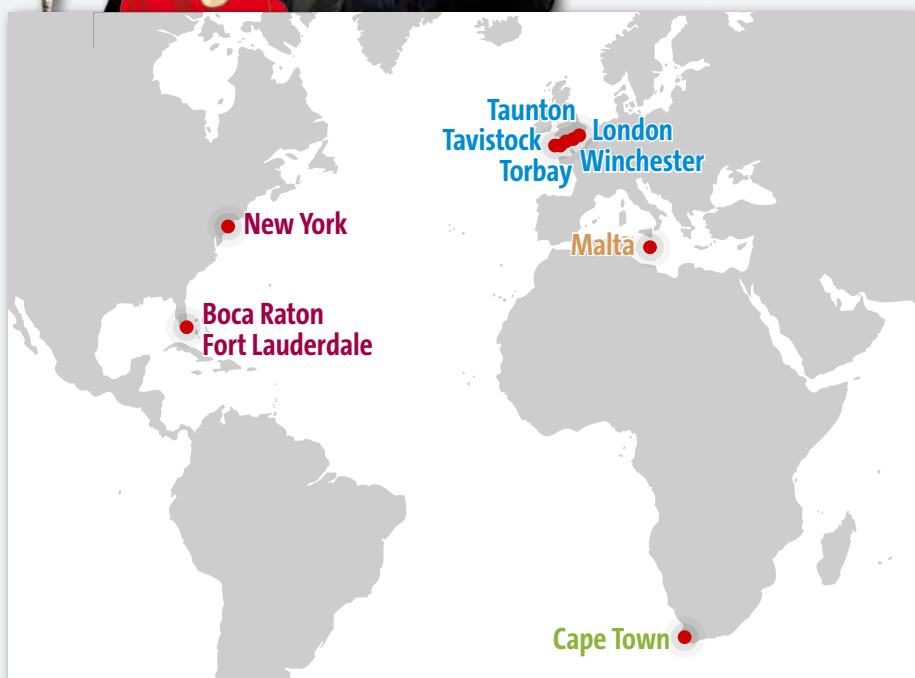 Taunton
Tavistock
Torbay
London
Winchester
New York
Malta
Boca Raton
Fort Lauderdale
Cape Town